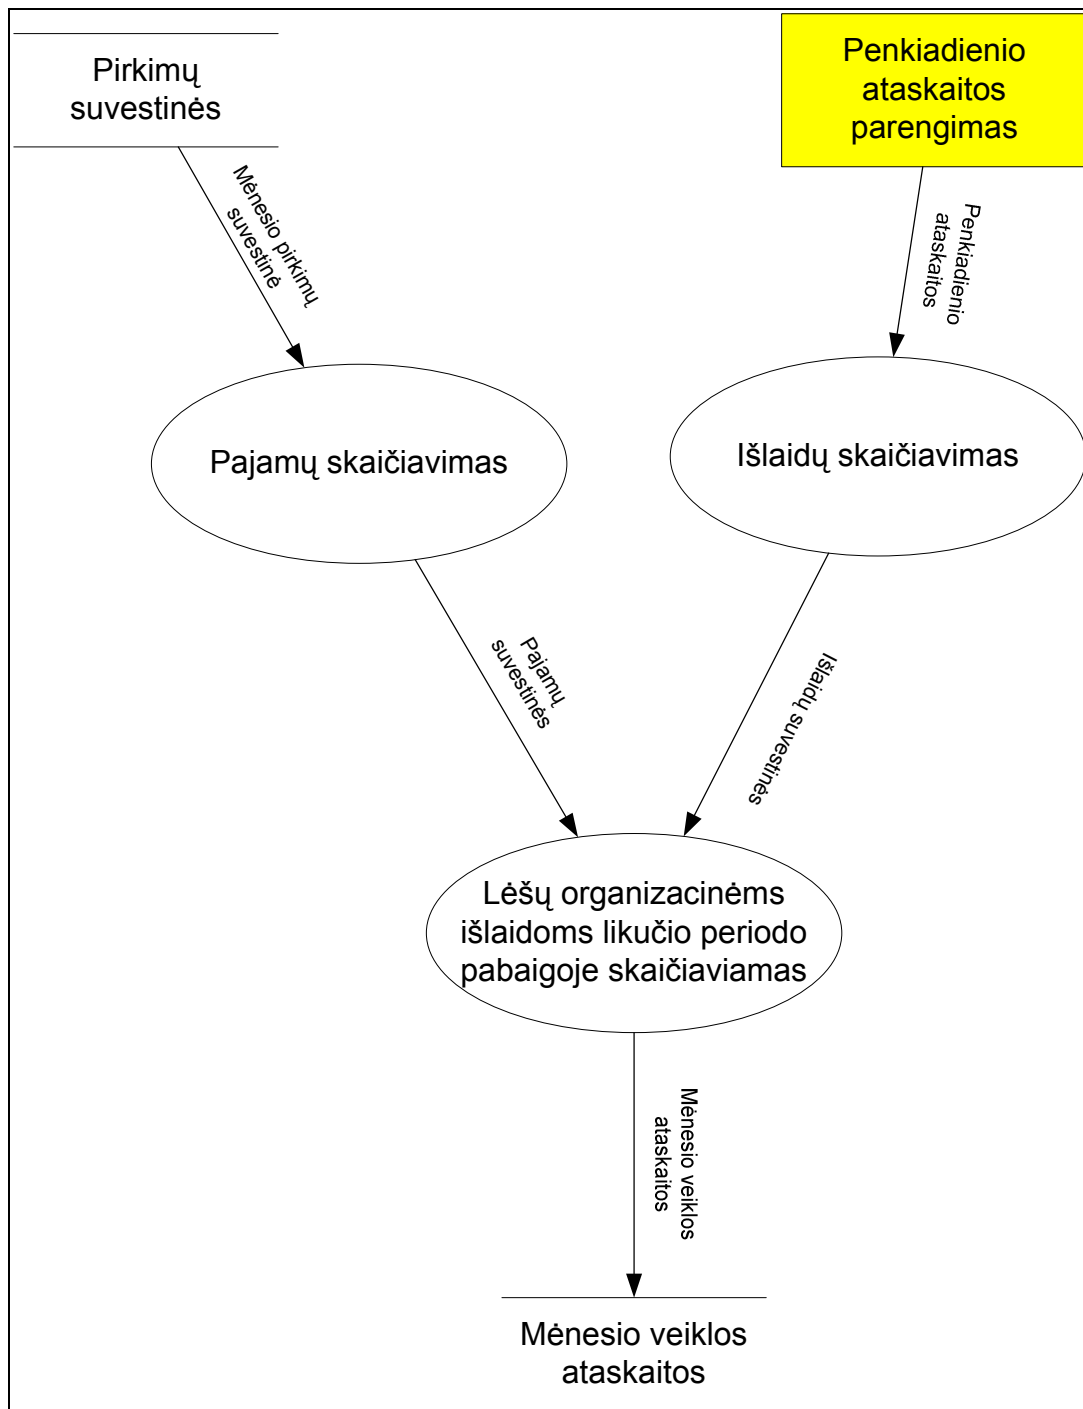 Pirkimų
suvestinės
Penkiadienio
ataskaitos
parengimas
Mėnesio pirkimų
suvestinė
Penkiadienio
ataskaitos
Pajamų skaičiavimas
Išlaidų skaičiavimas
Pajamų
suvestinės
Išlaidų suvestinės
Lėšų organizacinėms
išlaidoms likučio periodo
pabaigoje skaičiaviamas
Mėnesio veiklos
ataskaitos
Mėnesio veiklos
ataskaitos